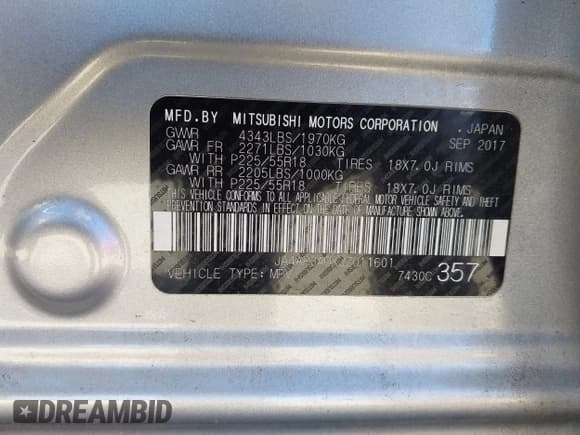 MFD.BY MITSUBISHI MOTORS CORPORATION . JAPAN
GVWR 4343LBS/1970KG SEP 2017
GAWR FR 2271LBS/1030KG
WITH P225/55R18 TIRES 18X7.0J RIMS
GAWR RR 2205LBS/1000KG
WITH P225/55R18 TIRES 18X7.0J RIMS
THIS VEHICLE CONFORMS TO ALL APPLICABLE FEDERAL MOTOR VEHICLE SAFETY AND THEFT
PREVENTION STANDARDS IN EFFECT ON THE DATE OF MANUFACTURE SHOWN ABOVE.
VEHICLE TYPE: MPV 7430C 357
DREAMBID